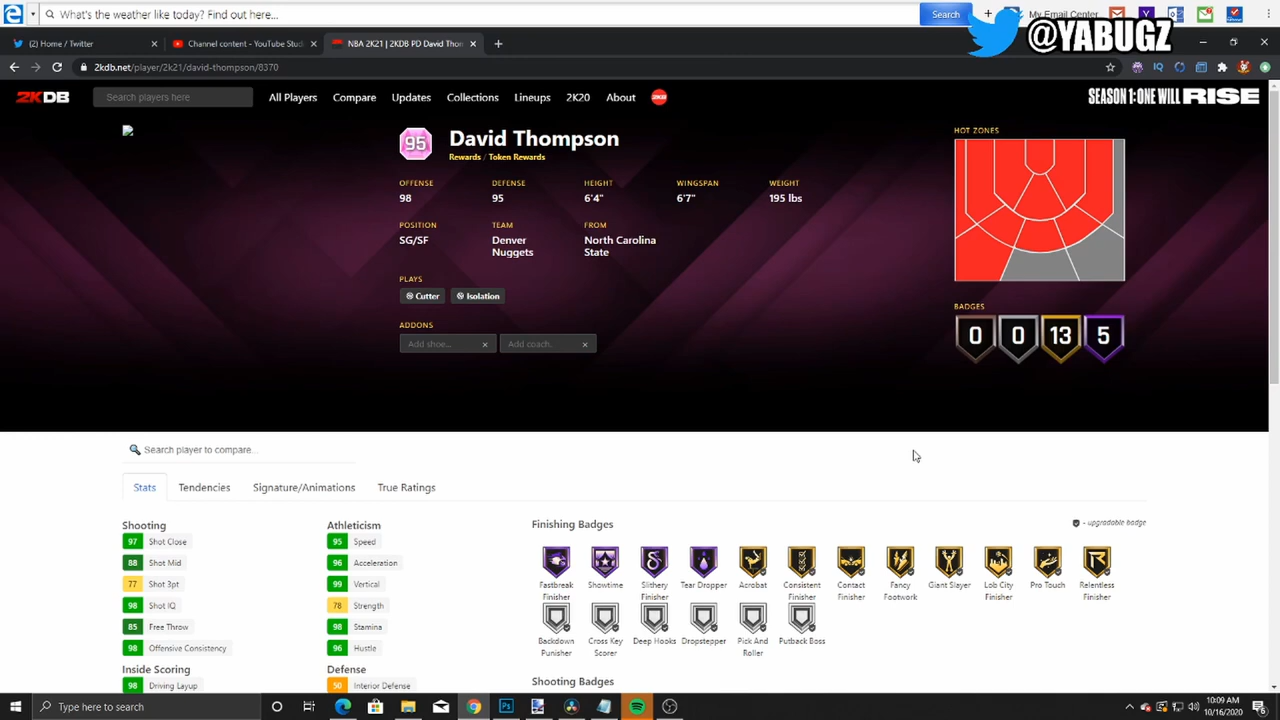 What's the weather like today? Find out here...
Search
My Email Center
@YABUGZ
(2) Home / Twitter
Channel content - YouTube Studi
NBA 2K21 | 2KDB PD David Thom
2kdb.net/player/2k21/david-thompson/8370
2KDB
Search players here
All Players
Compare
Updates
Collections
Lineups
2K20
About
SEASON 1: ONE WILL RISE
95
David Thompson
Rewards / Token Rewards
OFFENSE
98
DEFENSE
95
HEIGHT
6'4"
WINGSPAN
6'7"
WEIGHT
195 lbs
POSITION
SG/SF
TEAM
Denver
Nuggets
FROM
North Carolina
State
PLAYS
Cutter
Isolation
ADDONS
Add shoe...
Add coach.
HOT ZONES
BADGES
0
0
13
5
Search player to compare...
Stats
Tendencies
Signature/Animations
True Ratings
Shooting
97 Shot Close
88 Shot Mid
77 Shot 3pt
98 Shot IQ
85 Free Throw
98 Offensive Consistency
Inside Scoring
98 Driving Layup
Athleticism
95 Speed
96 Acceleration
99 Vertical
78 Strength
98 Stamina
96 Hustle
Defense
50 Interior Defense
Finishing Badges
- upgradable badge
Fastbreak
Finisher
Showtime
Slithery
Finisher
Tear Dropper
Acrobat
Consistent
Finisher
Contact
Finisher
Fancy
Footwork
Giant Slayer
Lob City
Finisher
Pro Touch
Relentless
Finisher
Backdown
Punisher
Cross Key
Scorer
Deep Hooks
Dropstepper
Pick And
Roller
Putback Boss
Shooting Badges
Type here to search
10:09 AM
10/16/2020